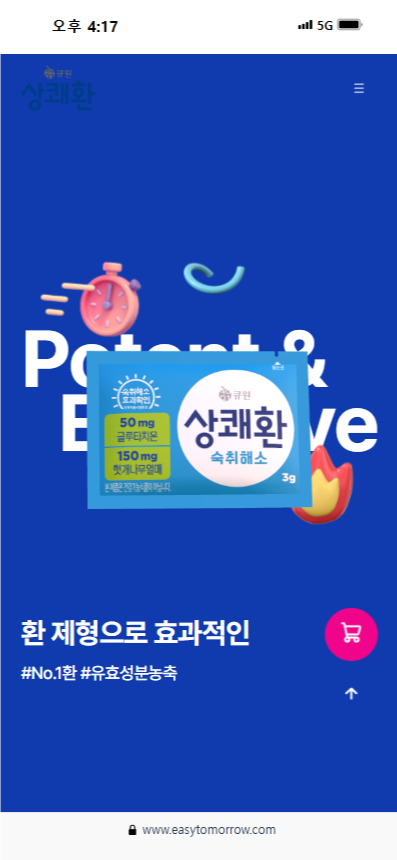 오후 4:17
5G
큐원
상쾌환
Potent &
숙취해소
효과확인
50 mg
글루타치온
150 mg
헛개나무열매
큐원
상쾌환
숙취해소
3g
환 제형으로 효과적인
#No.1환 #유효성분농축
www.easytomorrow.com